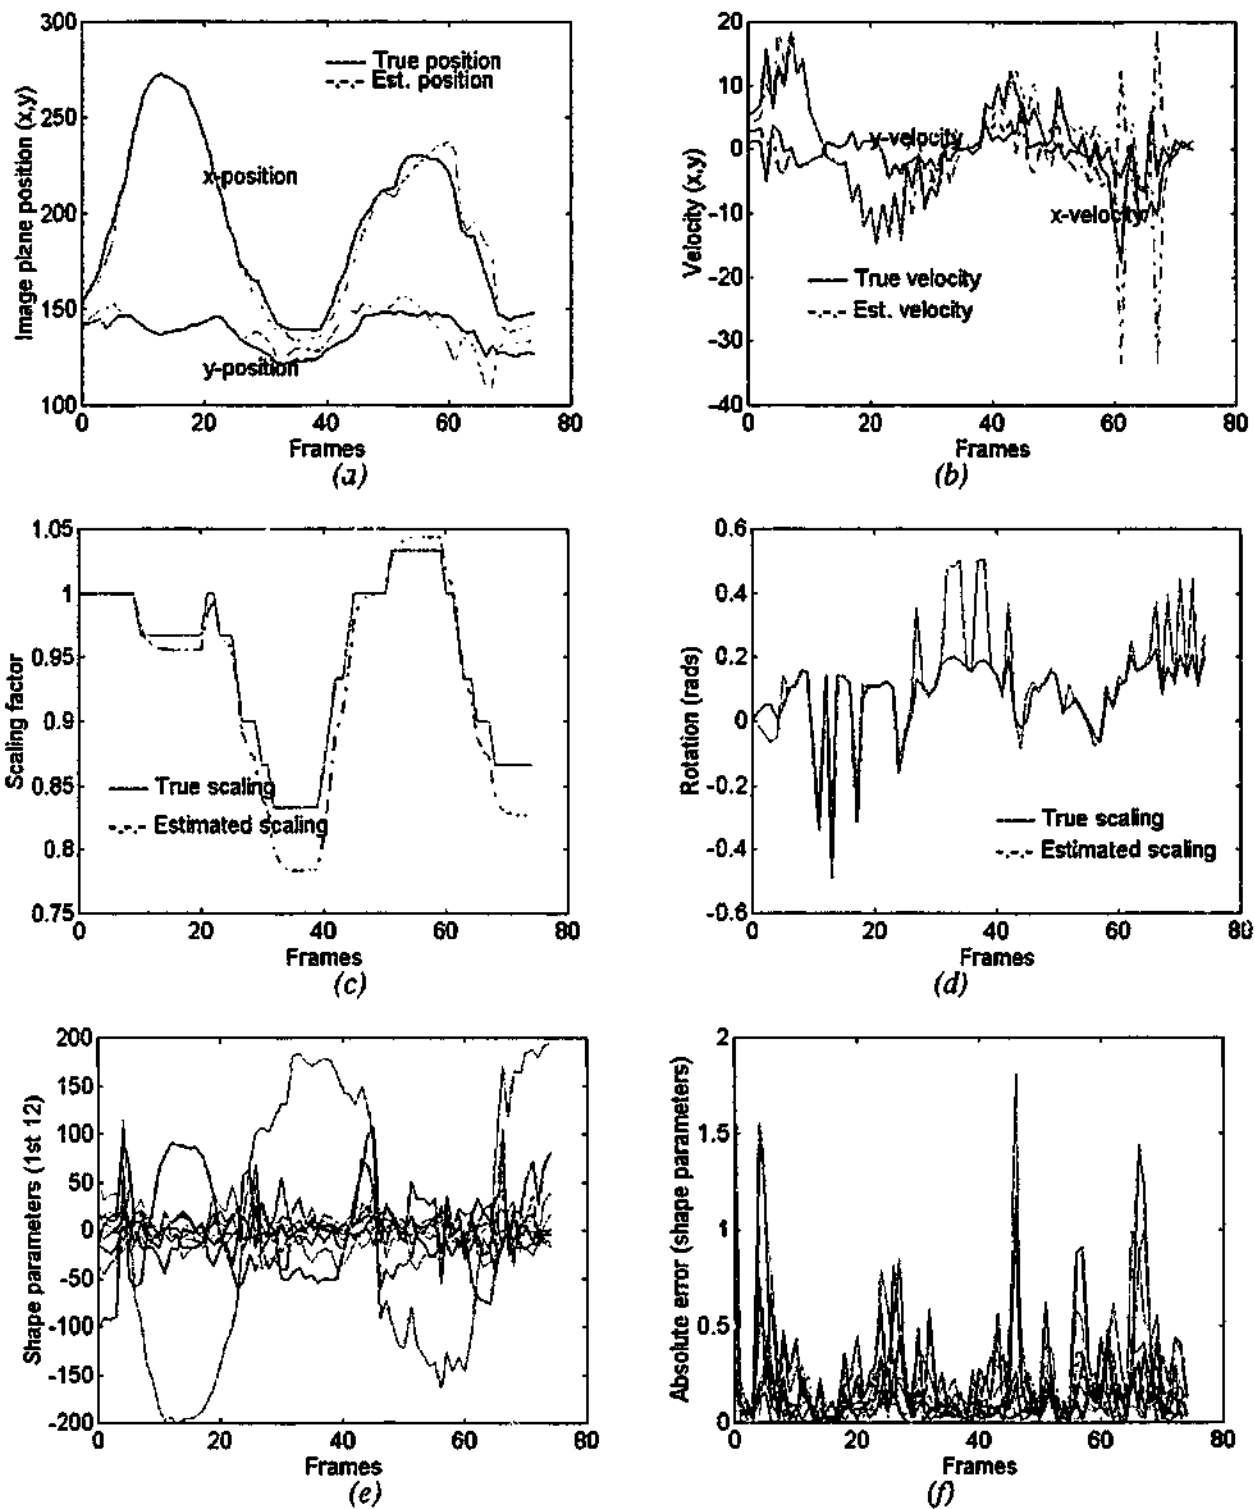 300
250
200
150
100
0
20
40
60
80
Image plane position (x,y)
True position
Est. position
x-position
y-position
Frames
(a)
20
10
0
-10
-20
-30
-40
0
20
40
60
80
Velocity (x,y)
y-velocity
x-velocity
True velocity
Est. velocity
Frames
(b)
1.05
1
0.95
0.9
0.85
0.8
0.75
0
20
40
60
80
Scaling factor
True scaling
Estimated scaling
Frames
(c)
0.6
0.4
0.2
0
-0.2
-0.4
-0.6
0
20
40
60
80
Rotation (rads)
True scaling
Estimated scaling
Frames
(d)
200
150
100
50
0
-50
-100
-150
-200
0
20
40
60
80
Shape parameters (1st 12)
Frames
(e)
2
1.5
1
0.5
0
0
20
40
60
80
Absolute error (shape parameters)
Frames
(f)